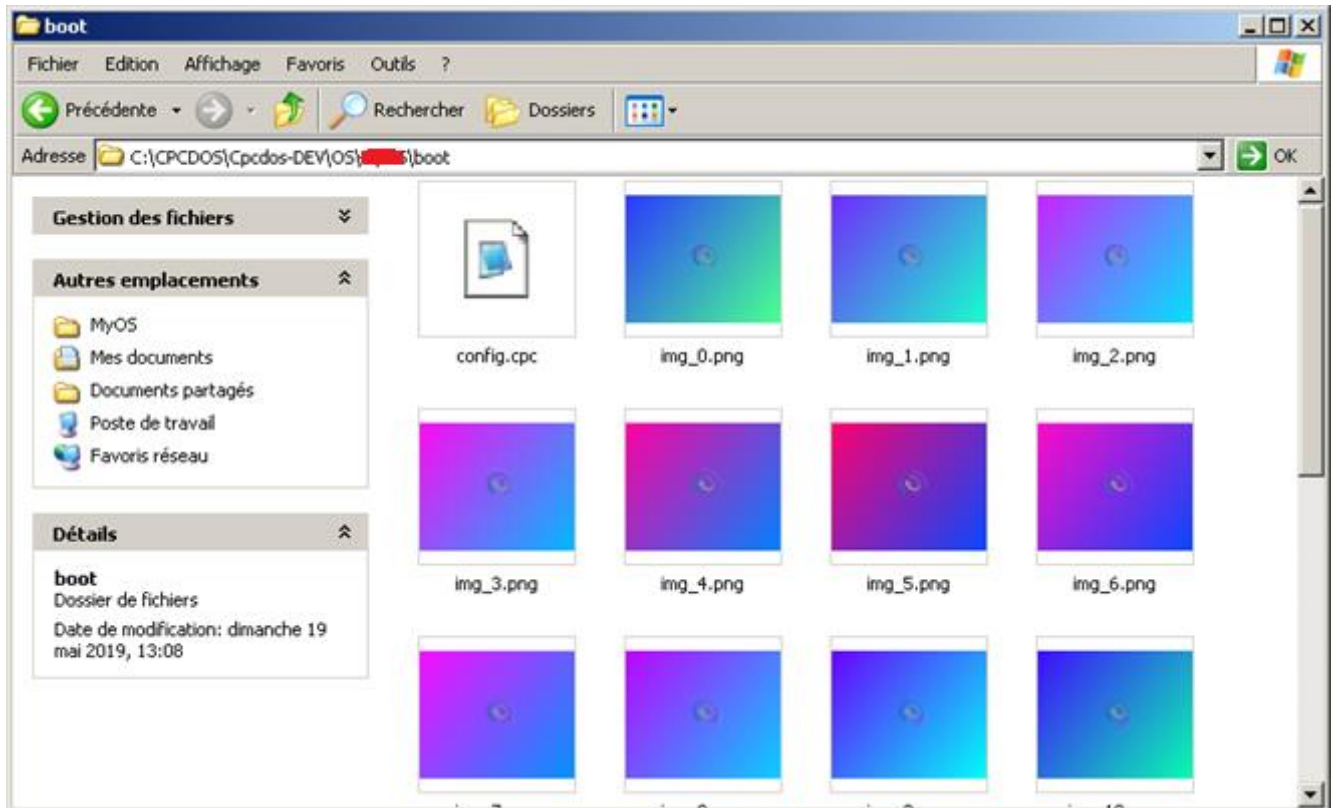 boot
Fichier Edition Affichage Favoris Outils ?
Précédente Rechercher Dossiers
Adresse C:\CPCDOS\Cpcdos-DEV\OS\ \boot OK
Gestion des fichiers
Autres emplacements
MyOS
Mes documents
Documents partagés
Poste de travail
Favoris réseau
Détails
boot
Dossier de fichiers
Date de modification: dimanche 19
mai 2019, 13:08
config.cpc img_0.png img_1.png img_2.png
img_3.png img_4.png img_5.png img_6.png